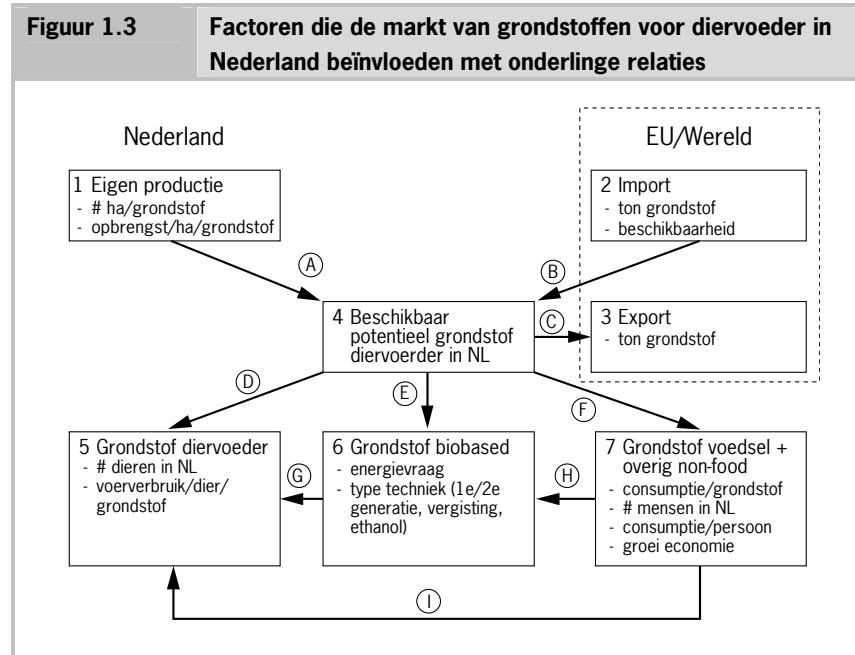 Figuur 1.3 Factoren die de markt van grondstoffen voor diervoeder in
Nederland beïnvloeden met onderlinge relaties
Nederland
EU/Wereld
1 Eigen productie
- # ha/grondstof
- opbrengst/ha/grondstof
2 Import
- ton grondstof
- beschikbaarheid
A
B
4 Beschikbaar
potentieel grondstof
diervoerder in NL
C
3 Export
- ton grondstof
D
E
F
5 Grondstof diervoeder
- # dieren in NL
- voerverbruik/dier/
grondstof
G
6 Grondstof biobased
- energievraag
- type techniek (1e/2e
generatie, vergisting,
ethanol)
H
7 Grondstof voedsel +
overig non-food
- consumptie/grondstof
- # mensen in NL
- consumptie/persoon
- groei economie
I